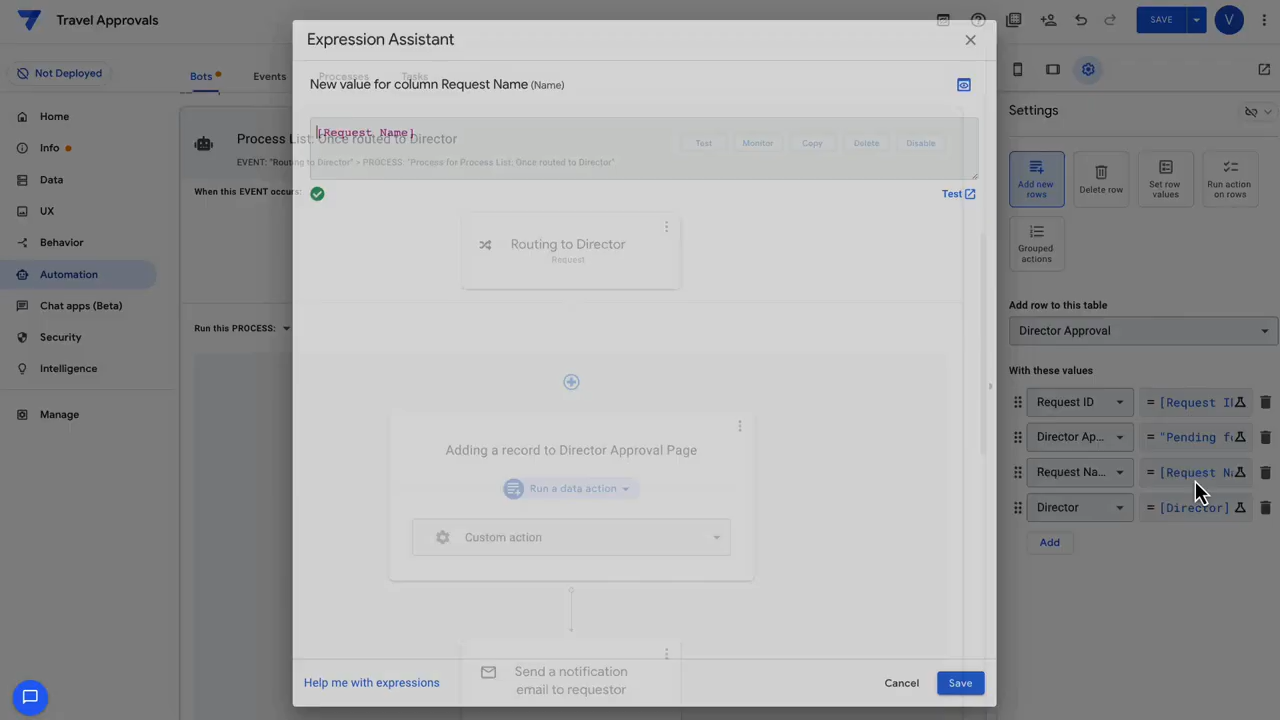 Travel Approvals
SAVE
V
Not Deployed
Bots
Events
Processes
Tasks
Home
Info
Data
UX
Behavior
Automation
Chat apps (Beta)
Security
Intelligence
Manage
Expression Assistant
New value for column Request Name (Name)
[Request Name]
Test
Process List: Once routed to Director
EVENT: "Routing to Director" > PROCESS: "Process for Process List; Once routed to Director"
Test
Monitor
Copy
Delete
Disable
When this EVENT occurs:
Routing to Director
Request
Run this PROCESS:
Adding a record to Director Approval Page
Run a data action
Custom action
Send a notification
email to requestor
Help me with expressions
Cancel
Save
Settings
Add new
rows
Delete row
Set row
values
Run action
on rows
Grouped
actions
Add row to this table
Director Approval
With these values
Request ID
= [Request I
Director Ap...
= "Pending f
Request Na...
= [Request N
Director
= [Director]
Add